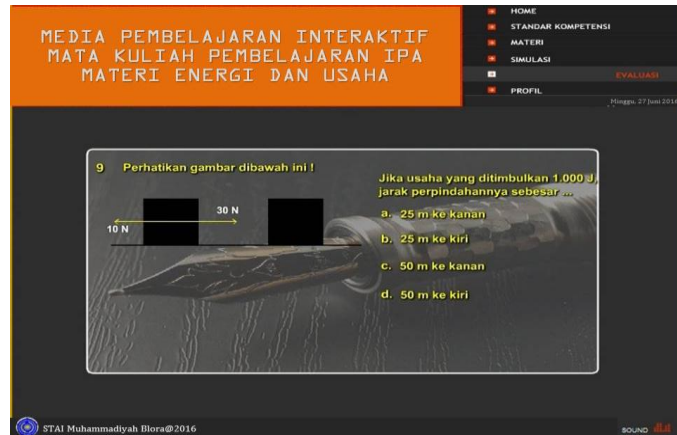 MEDIA PEMBELAJARAN INTERAKTIF
MATA KULIAH PEMBELAJARAN IPA
MATERI ENERGI DAN USAHA
HOME
STANDAR KOMPETENSI
MATERI
SIMULASI
EVALUASI
PROFIL
Minggu, 27 Juni 2016
9 Perhatikan gambar dibawah ini !
30 N
10 N
Jika usaha yang ditimbulkan 1.000 J,
jarak perpindahannya sebesar ...
a. 25 m ke kanan
b. 25 m ke kiri
c. 50 m ke kanan
d. 50 m ke kiri
STAI Muhammadiyah Blora@2016
SOUND